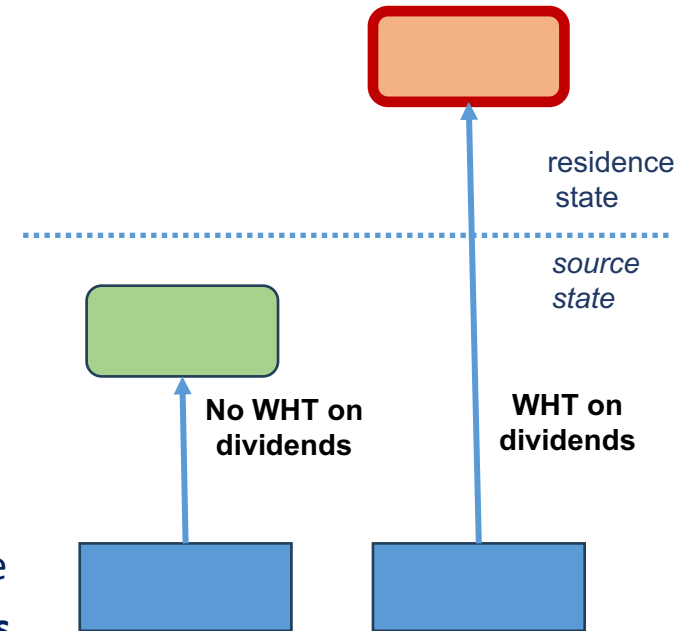 residence
state
source
state
No WHT on
dividends
WHT on
dividends